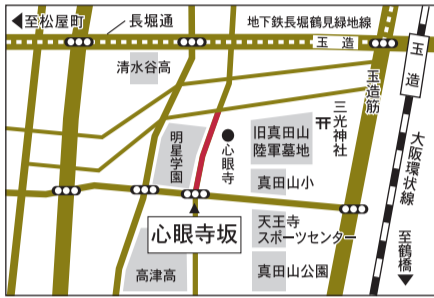 至松屋町
長堀通
地下鉄長堀鶴見緑地線
玉造
玉造
清水谷高
玉造筋
三光神社
大阪環状線
明星学園
心眼寺
旧真田山
陸軍墓地
真田山小
心眼寺坂
天王寺
スポーツセンター
至鶴橋
高津高
真田山公園